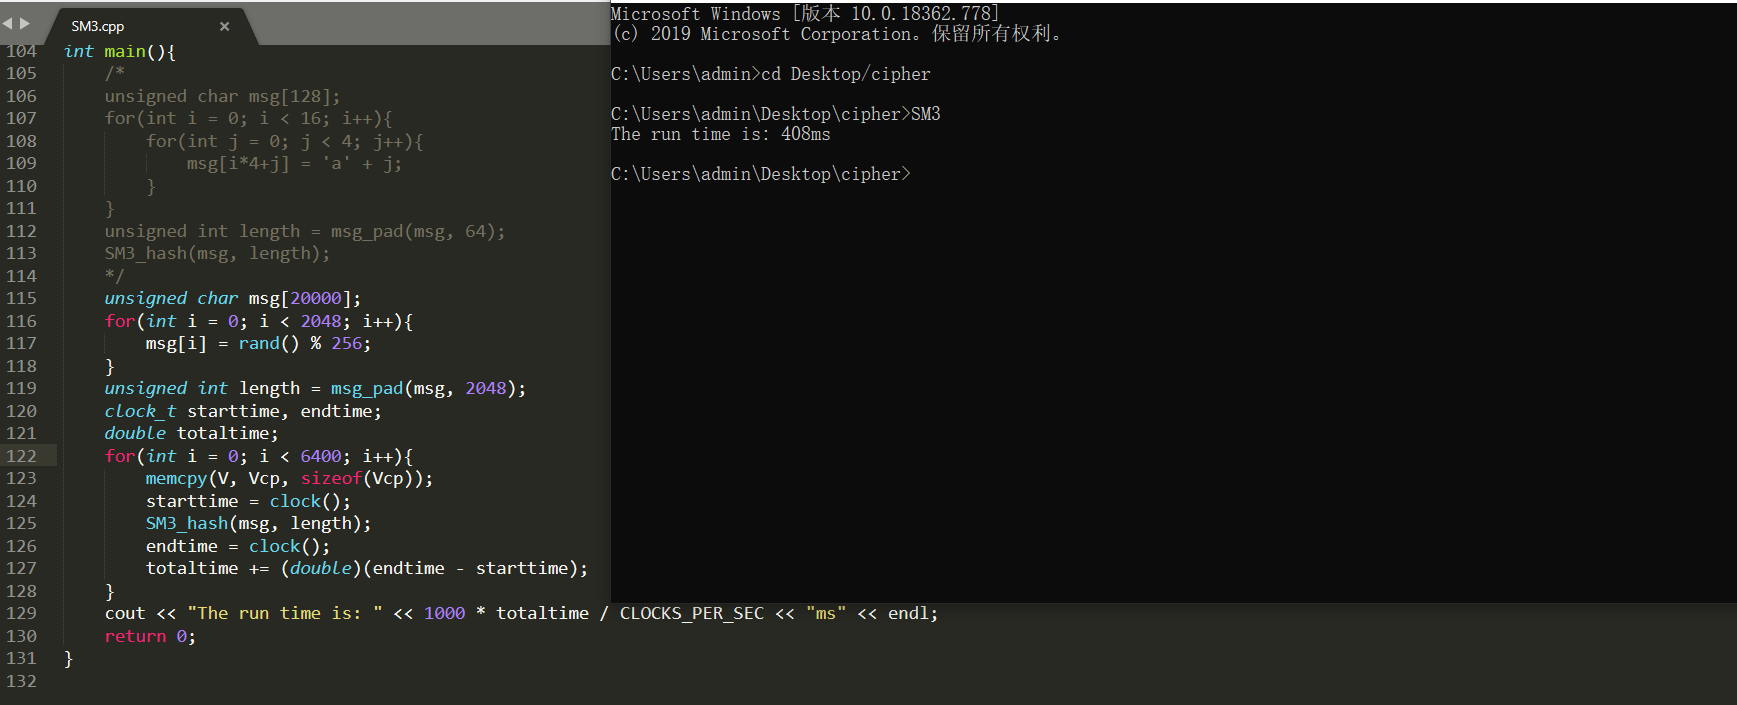 SM3.cpp ×
104 int main(){
105 /*
106 unsigned char msg[128];
107 for(int i = 0; i < 16; i++){
108 for(int j = 0; j < 4; j++){
109 msg[i*4+j] = 'a' + j;
110 }
111 }
112 unsigned int length = msg_pad(msg, 64);
113 SM3_hash(msg, length);
114 */
115 unsigned char msg[20000];
116 for(int i = 0; i < 2048; i++){
117 msg[i] = rand() % 256;
118 }
119 unsigned int length = msg_pad(msg, 2048);
120 clock_t starttime, endtime;
121 double totaltime;
122 for(int i = 0; i < 6400; i++){
123 memcpy(V, Vcp, sizeof(Vcp));
124 starttime = clock();
125 SM3_hash(msg, length);
126 endtime = clock();
127 totaltime += (double)(endtime - starttime);
128 }
129 cout << "The run time is: " << 1000 * totaltime / CLOCKS_PER_SEC << "ms" << endl;
130 return 0;
131 }
132
Microsoft Windows [版本 10.0.18362.778]
(c) 2019 Microsoft Corporation。保留所有权利。
C:\Users\admin>cd Desktop/cipher
C:\Users\admin\Desktop\cipher>SM3
The run time is: 408ms
C:\Users\admin\Desktop\cipher>